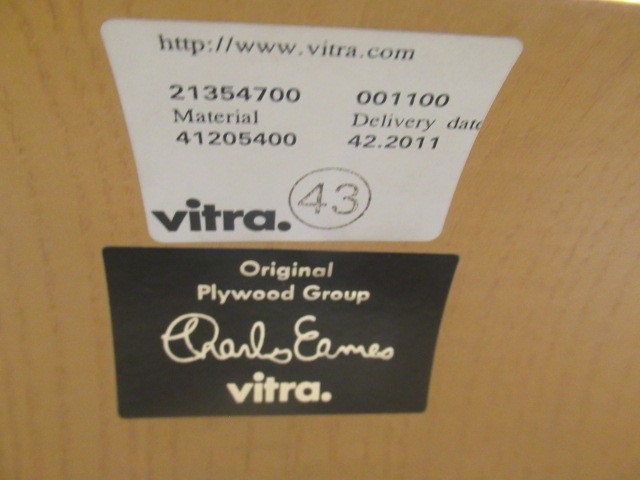 http://www.vitra.com
21354700 001100
Material Delivery date
41205400 42.2011
vitra. 43
Original
Plywood Group
Charles Eames
vitra.